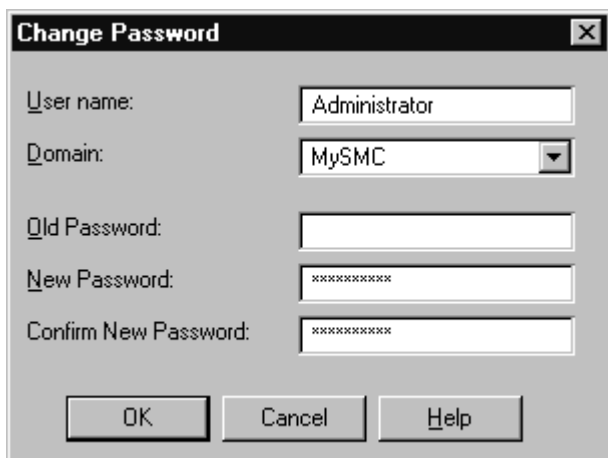 Change Password
User name: Administrator
Domain: MySMC
Old Password:
New Password: **********
Confirm New Password: **********
OK Cancel Help